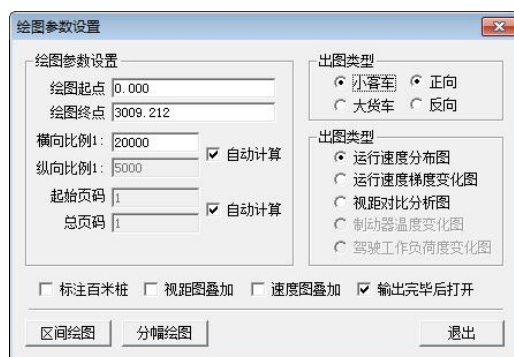 绘图参数设置
绘图参数设置
绘图起点 0.000
绘图终点 3009.212
横向比例1: 20000
纵向比例1: 5000
自动计算
起始页码 1
总页码 1
自动计算
出图类型
小客车 正向
大货车 反向
出图类型
运行速度分布图
运行速度梯度变化图
视距对比分析图
制动器温度变化图
驾驶工作负荷度变化图
标注百米桩 视距图叠加 速度图叠加 输出完毕后打开
区间绘图 分幅绘图 退出